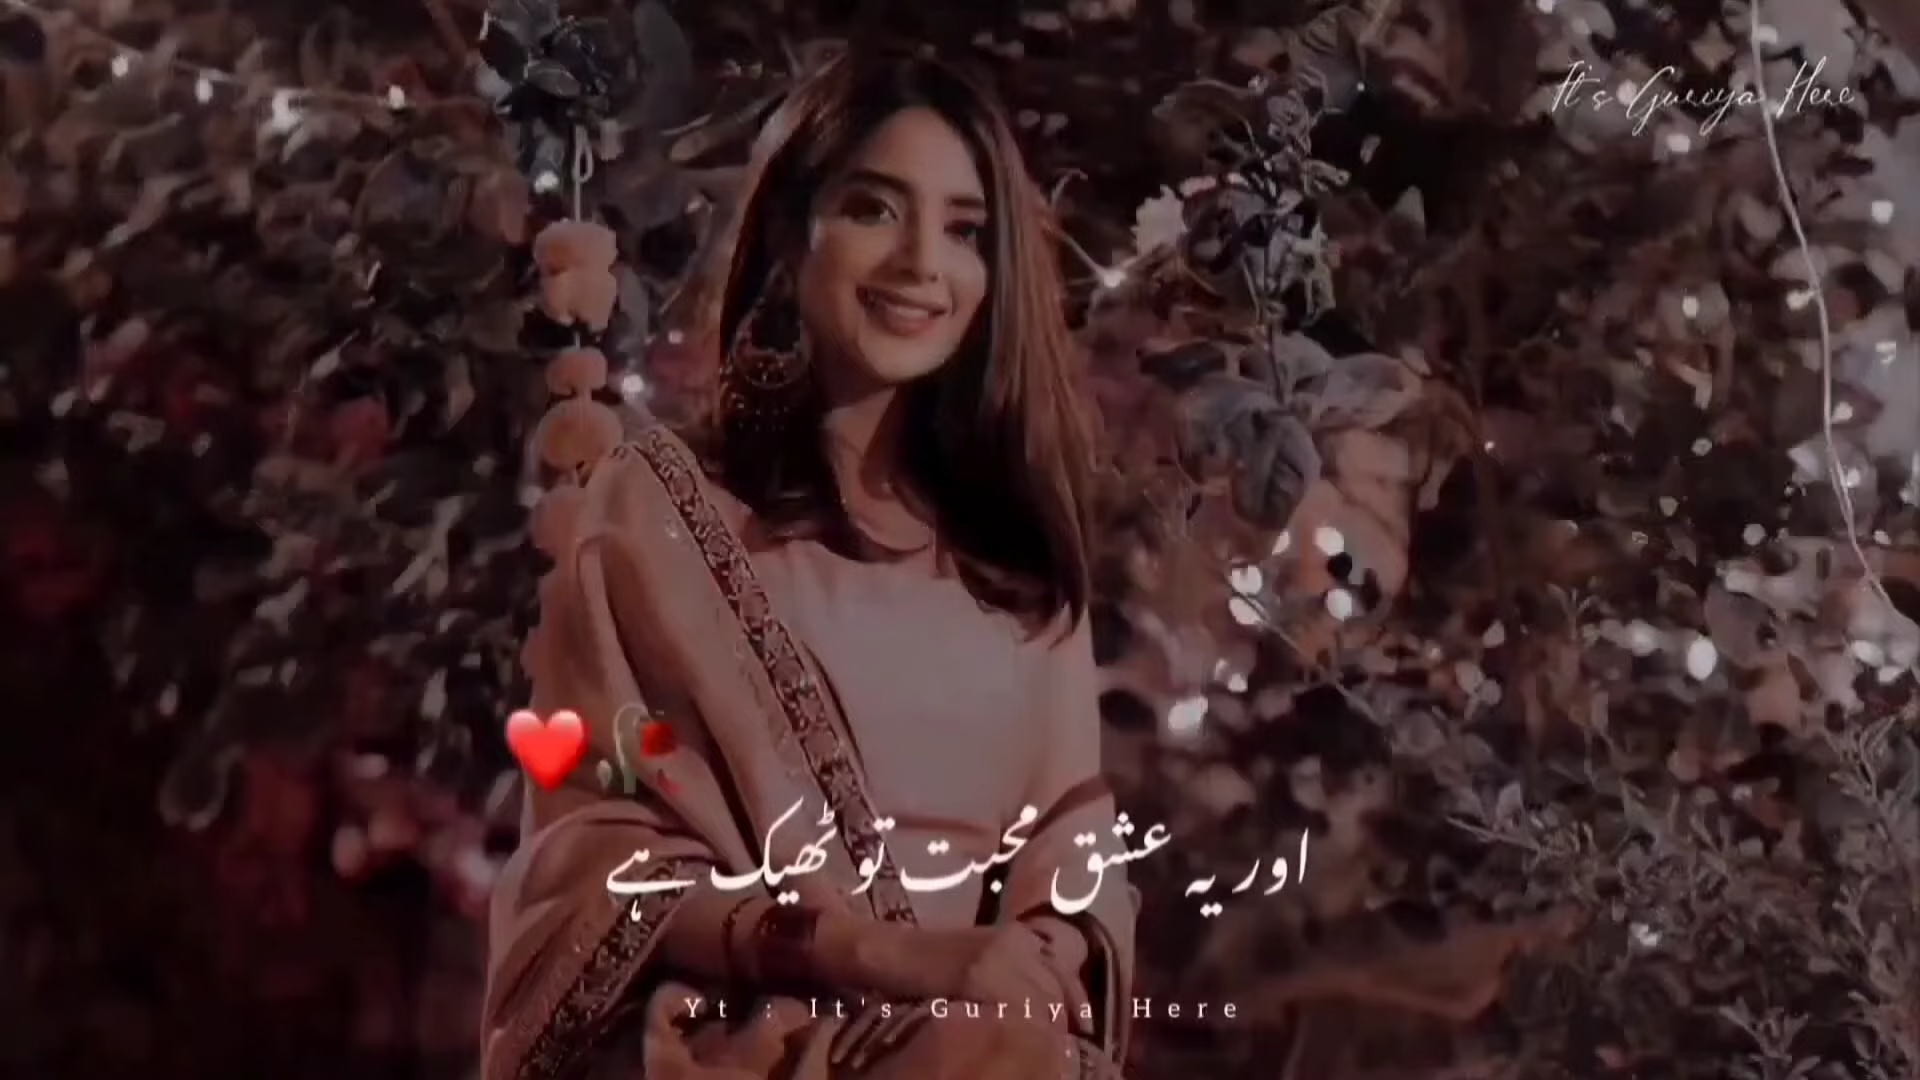 It's Guriya Here
❤️🥀
اور یہ عشق محبت تو ٹھیک ہے
Yt : It's Guriya Here